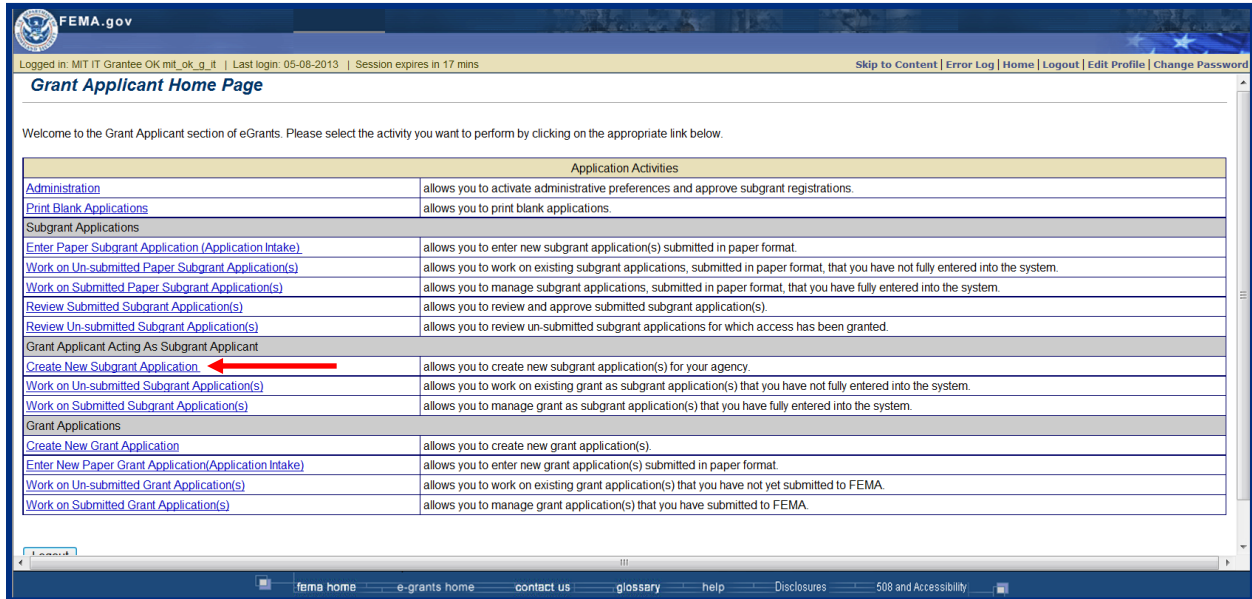 FEMA.gov
Logged in: MIT IT Grantee OK mit_ok_g_it | Last login: 05-08-2013 | Session expires in 17 mins Skip to Content | Error Log | Home | Logout | Edit Profile | Change Password
Grant Applicant Home Page
Welcome to the Grant Applicant section of eGrants. Please select the activity you want to perform by clicking on the appropriate link below.
Application Activities
Administration allows you to activate administrative preferences and approve subgrant registrations.
Print Blank Applications allows you to print blank applications.
Subgrant Applications
Enter Paper Subgrant Application (Application Intake) allows you to enter new subgrant application(s) submitted in paper format.
Work on Un-submitted Paper Subgrant Application(s) allows you to work on existing subgrant applications, submitted in paper format, that you have not fully entered into the system.
Work on Submitted Paper Subgrant Application(s) allows you to manage subgrant applications, submitted in paper format, that you have fully entered into the system.
Review Submitted Subgrant Application(s) allows you to review and approve submitted subgrant application(s).
Review Un-submitted Subgrant Application(s) allows you to review un-submitted subgrant applications for which access has been granted.
Grant Applicant Acting As Subgrant Applicant
Create New Subgrant Application allows you to create new subgrant application(s) for your agency.
Work on Un-submitted Subgrant Application(s) allows you to work on existing grant as subgrant application(s) that you have not fully entered into the system.
Work on Submitted Subgrant Application(s) allows you to manage grant as subgrant application(s) that you have fully entered into the system.
Grant Applications
Create New Grant Application allows you to create new grant application(s).
Enter New Paper Grant Application(Application Intake) allows you to enter new grant application(s) submitted in paper format.
Work on Un-submitted Grant Application(s) allows you to work on existing grant application(s) that you have not yet submitted to FEMA.
Work on Submitted Grant Application(s) allows you to manage grant application(s) that you have submitted to FEMA.
Logout
fema home e-grants home contact us glossary help Disclosures 508 and Accessibility